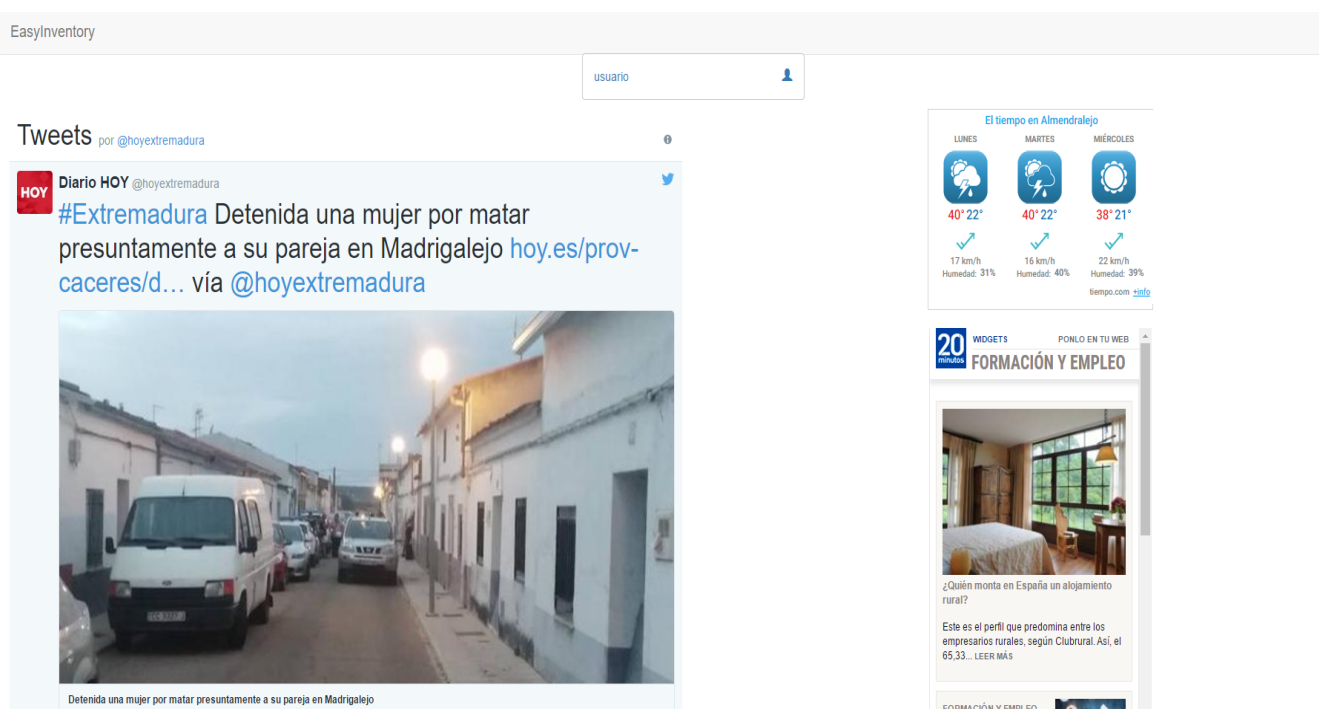 EasyInventory
usuario
Tweets por @hoyextremadura
HOY
Diario HOY @hoyextremadura
#Extremadura Detenida una mujer por matar
presuntamente a su pareja en Madrigalejo hoy.es/prov-
caceres/d… vía @hoyextremadura
Detenida una mujer por matar presuntamente a su pareja en Madrigalejo
El tiempo en Almendralejo
LUNES MARTES MIÉRCOLES
40° 22° 40° 22° 38° 21°
17 km/h 16 km/h 22 km/h
Humedad: 31% Humedad: 40% Humedad: 39%
tiempo.com +info
20 minutos WIDGETS PONLO EN TU WEB
FORMACIÓN Y EMPLEO
¿Quién monta en España un alojamiento
rural?
Este es el perfil que predomina entre los
empresarios rurales, según Clubrural. Así, el
65,33... LEER MÁS
FORMACIÓN Y EMPLEO